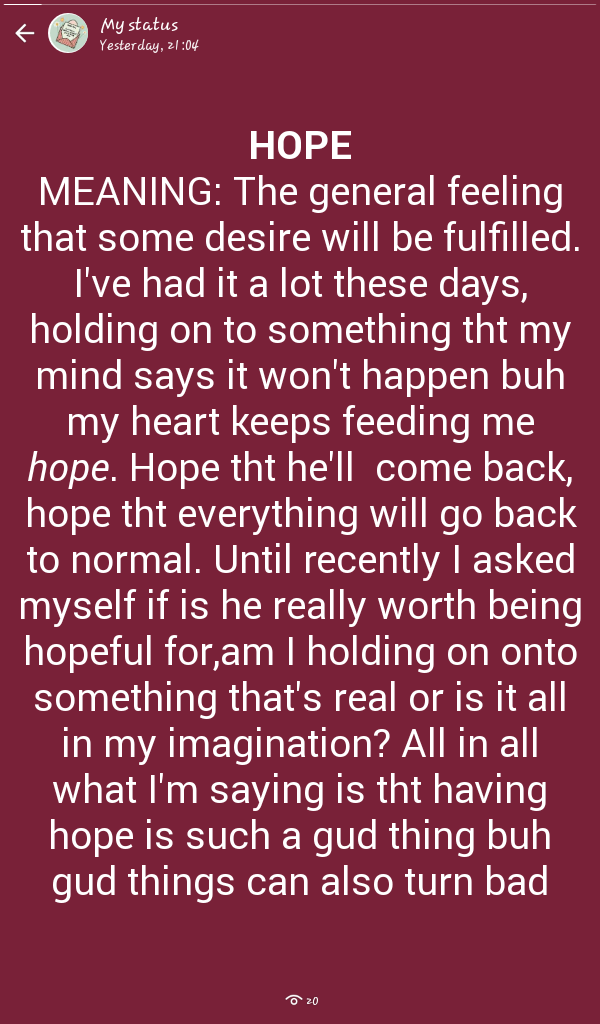 My status
Yesterday, 21:04
HOPE
MEANING: The general feeling
that some desire will be fulfilled.
I've had it a lot these days,
holding on to something tht my
mind says it won't happen buh
my heart keeps feeding me
hope. Hope tht he'll  come back,
hope tht everything will go back
to normal. Until recently I asked
myself if is he really worth being
hopeful for,am I holding on onto
something that's real or is it all
in my imagination? All in all
what I'm saying is tht having
hope is such a gud thing buh
gud things can also turn bad
20